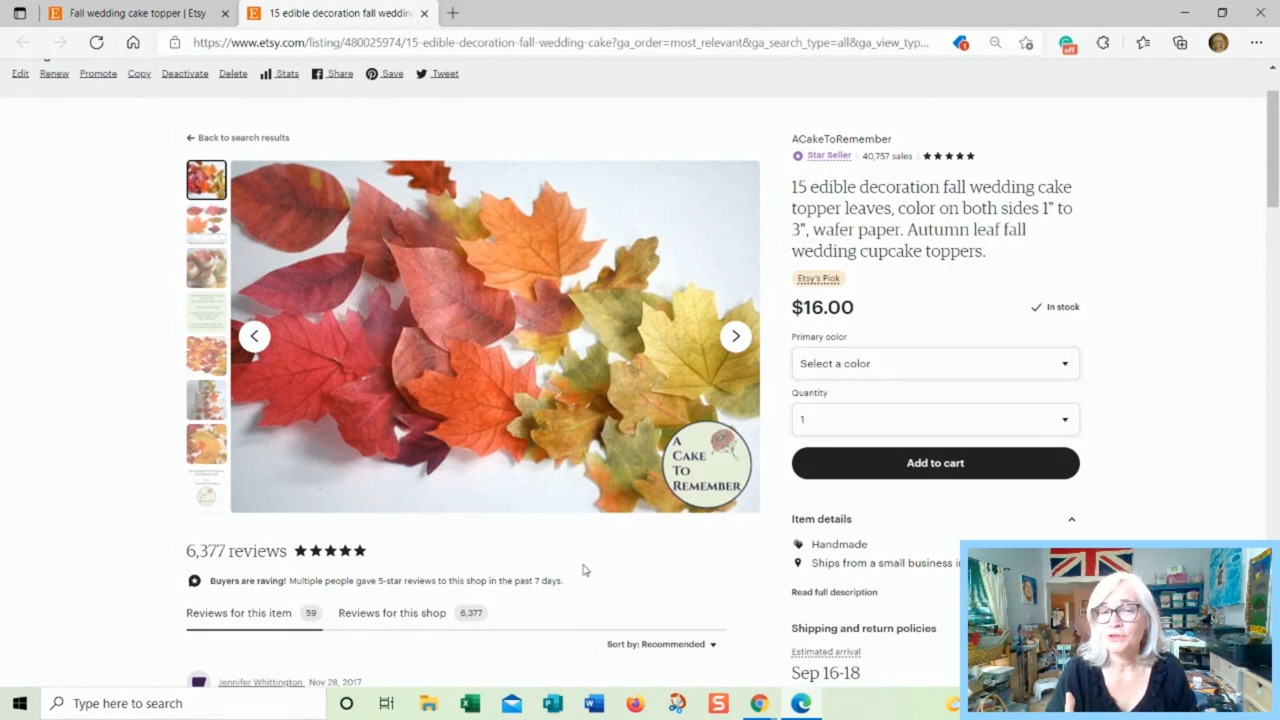 Fall wedding cake topper | Etsy
15 edible decoration fall weddin
https://www.etsy.com/listing/480025974/15-edible-decoration-fall-wedding-cake?ga_order=most_relevant&ga_search_type=all&ga_view_typ...
1
off
Edit Renew Promote Copy Deactivate Delete Stats Share Save Tweet
Back to search results
A
CAKE
TO
REMEMBER
6,377 reviews
Buyers are raving! Multiple people gave 5-star reviews to this shop in the past 7 days.
Reviews for this item 59 Reviews for this shop 6,377
Sort by: Recommended
Jennifer Whittington Nov 28, 2017
ACakeToRemember
Star Seller 40,757 sales
15 edible decoration fall wedding cake
topper leaves, color on both sides 1" to
3", wafer paper. Autumn leaf fall
wedding cupcake toppers.
Etsy's Pick
$16.00 In stock
Primary color
Select a color
Quantity
1
Add to cart
Item details
Handmade
Ships from a small business i
Read full description
Shipping and return policies
Estimated arrival
Sep 16-18
Type here to search